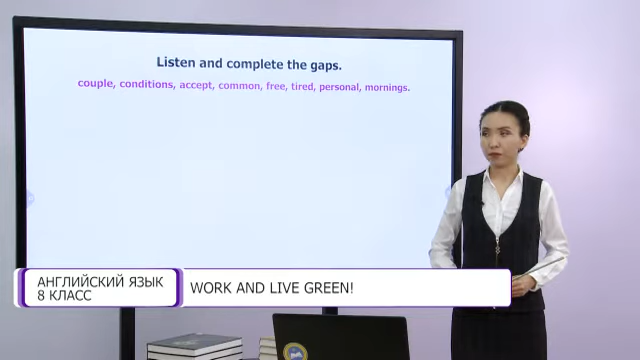 Listen and complete the gaps.
couple, conditions, accept, common, free, tired, personal, mornings.
АНГЛИЙСКИЙ ЯЗЫК
8 КЛАСС
WORK AND LIVE GREEN!